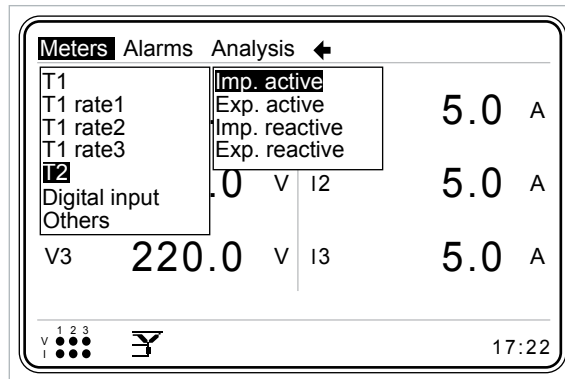 Meters Alarms Analysis
T1
T1 rate1
T1 rate2
T1 rate3
T2
Digital input
Others
Imp. active
Exp. active
Imp. reactive
Exp. reactive
5.0 A
.0 V I2 5.0 A
V3 220.0 V I3 5.0 A
1 2 3
V
I
17:22